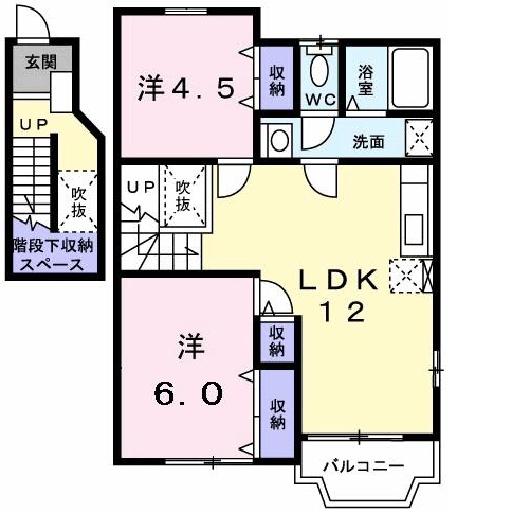 玄関
UP
吹抜
階段下収納
スペース
洋4.5
収納
WC
浴室
洗面
UP
吹抜
LDK
12
洋
6.0
収納
収納
バルコニー